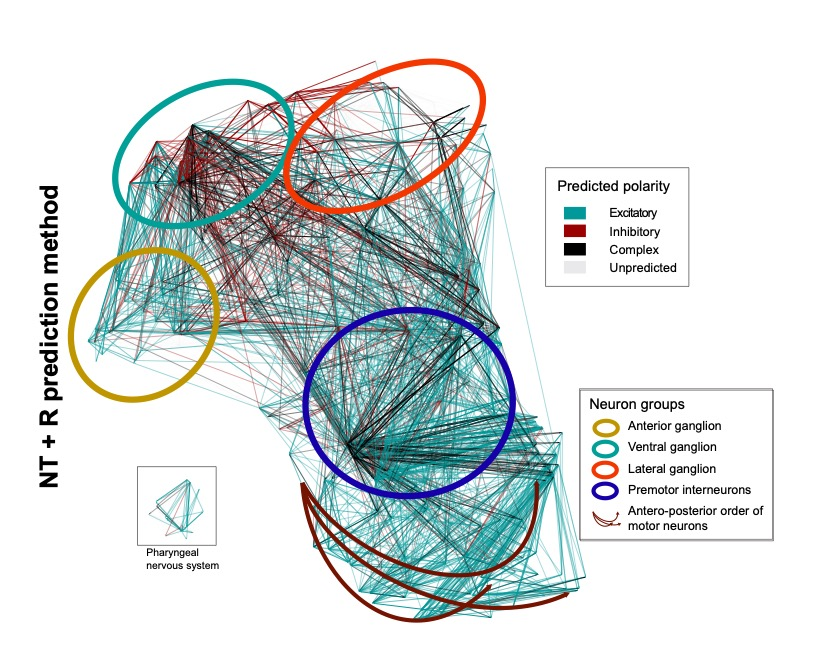 NT + R prediction method
Predicted polarity
Excitatory
Inhibitory
Complex
Unpredicted
Neuron groups
Anterior ganglion
Ventral ganglion
Lateral ganglion
Premotor interneurons
Antero-posterior order of
motor neurons
Pharyngeal
nervous system